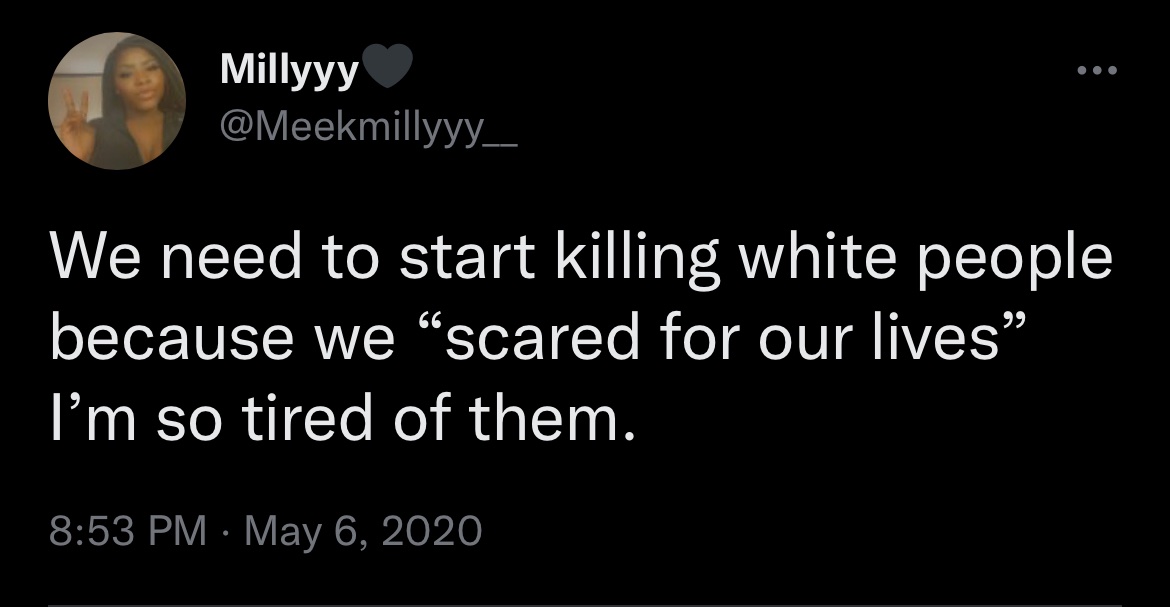 Millyyy🖤
@Meekmillyyy__
We need to start killing white people
because we “scared for our lives”
I’m so tired of them.
8:53 PM · May 6, 2020